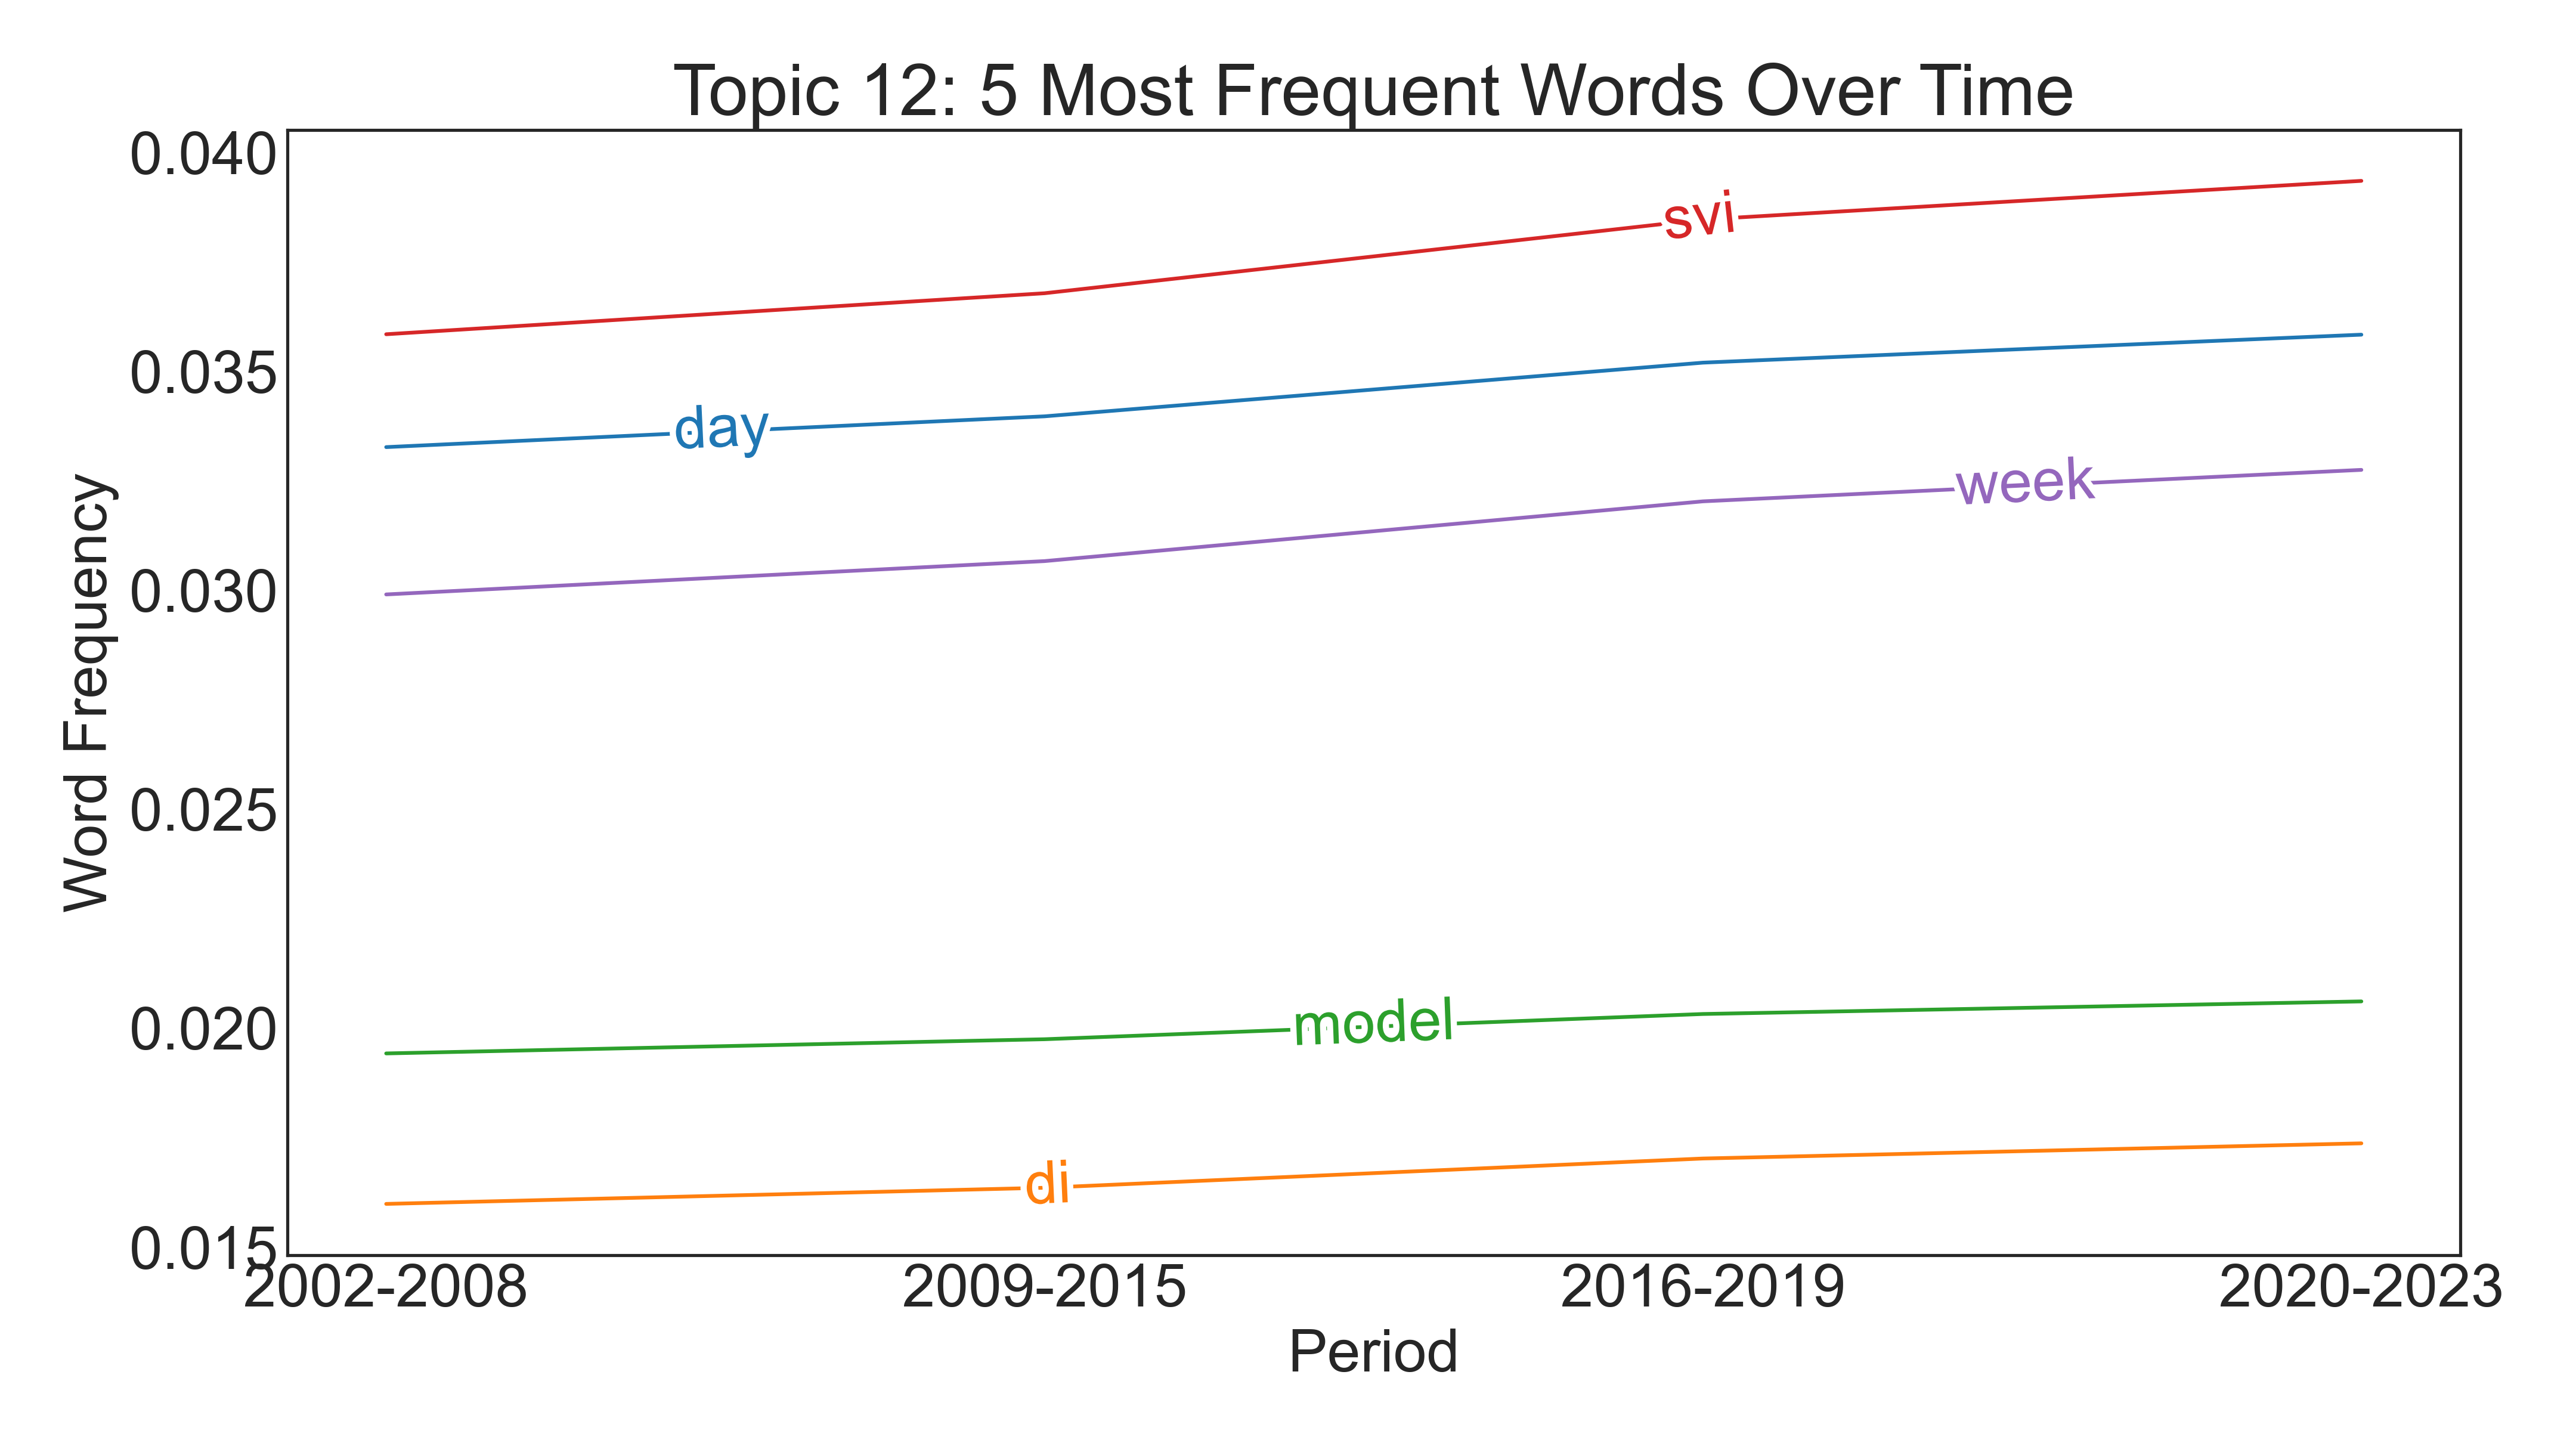 Topic 12: 5 Most Frequent Words Over Time
0.040
0.035
0.030
0.025
0.020
0.015
Word Frequency
svi
day
week
model
di
2002-2008
2009-2015
2016-2019
2020-2023
Period